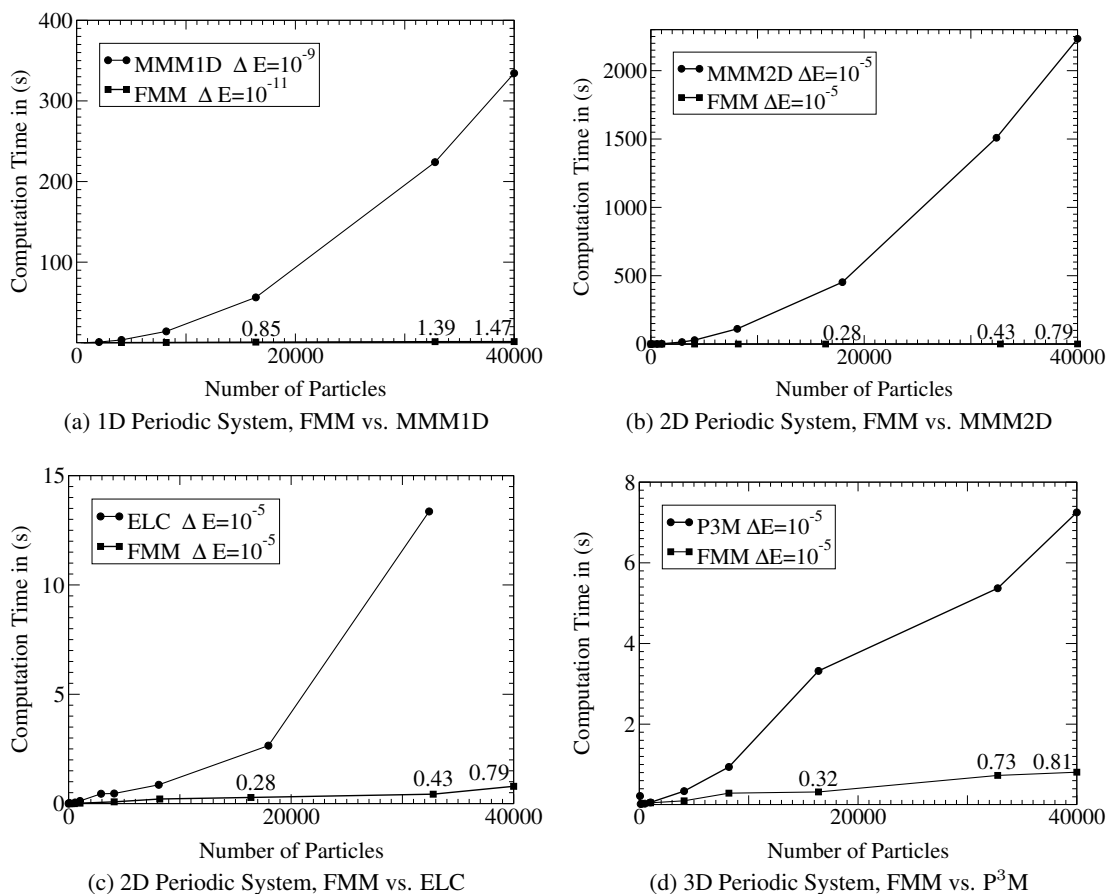 400
300
200
100
0
20000
40000
Computation Time in (s)
MMM1D Δ E=10⁻⁹
FMM Δ E=10⁻¹¹
0.85
1.39
1.47
Number of Particles
(a) 1D Periodic System, FMM vs. MMM1D
2000
1500
1000
500
0
0
20000
40000
Computation Time in (s)
MMM2D ΔE=10⁻⁵
FMM ΔE=10⁻⁵
0.28
0.43
0.79
Number of Particles
(b) 2D Periodic System, FMM vs. MMM2D
15
10
5
0
0
20000
40000
Computation Time in (s)
ELC Δ E=10⁻⁵
FMM Δ E=10⁻⁵
0.28
0.43
0.79
Number of Particles
(c) 2D Periodic System, FMM vs. ELC
8
6
4
2
0
20000
40000
Computation Time in (s)
P3M ΔE=10⁻⁵
FMM ΔE=10⁻⁵
0.32
0.73
0.81
Number of Particles
(d) 3D Periodic System, FMM vs. P³M